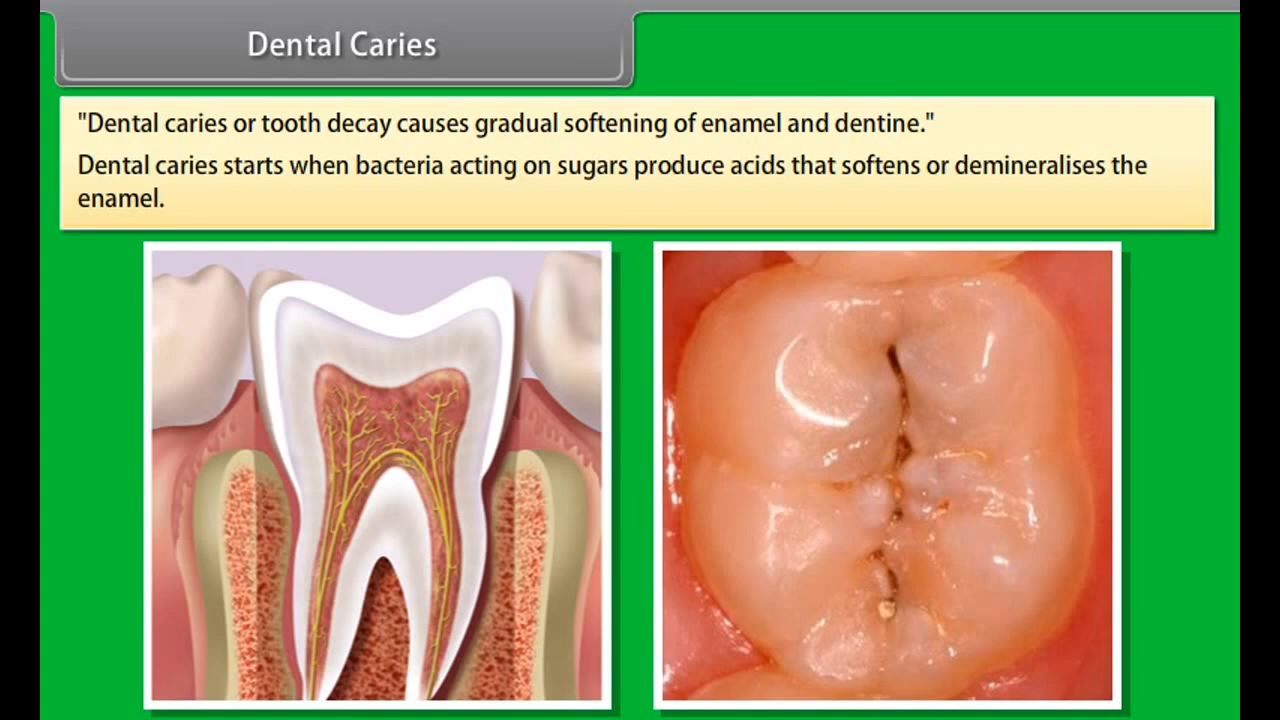 Dental Caries
"Dental caries or tooth decay causes gradual softening of enamel and dentine."
Dental caries starts when bacteria acting on sugars produce acids that softens or demineralises the
enamel.